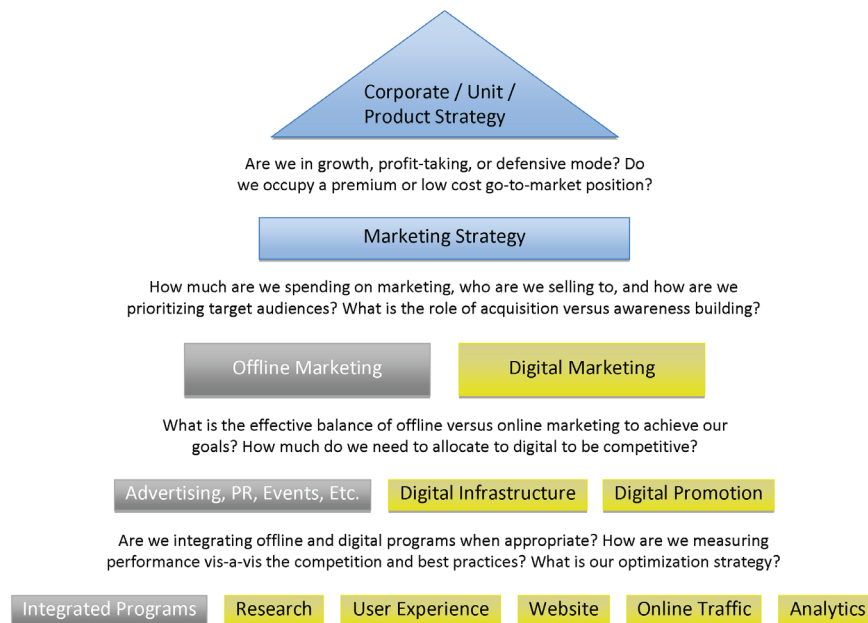 Corporate / Unit /
Product Strategy
Are we in growth, profit-taking, or defensive mode? Do
we occupy a premium or low cost go-to-market position?
Marketing Strategy
How much are we spending on marketing, who are we selling to, and how are we
prioritizing target audiences? What is the role of acquisition versus awareness building?
Offline Marketing
Digital Marketing
What is the effective balance of offline versus online marketing to achieve our
goals? How much do we need to allocate to digital to be competitive?
Advertising, PR, Events, Etc.
Digital Infrastructure
Digital Promotion
Are we integrating offline and digital programs when appropriate? How are we measuring
performance vis-a-vis the competition and best practices? What is our optimization strategy?
Integrated Programs
Research
User Experience
Website
Online Traffic
Analytics